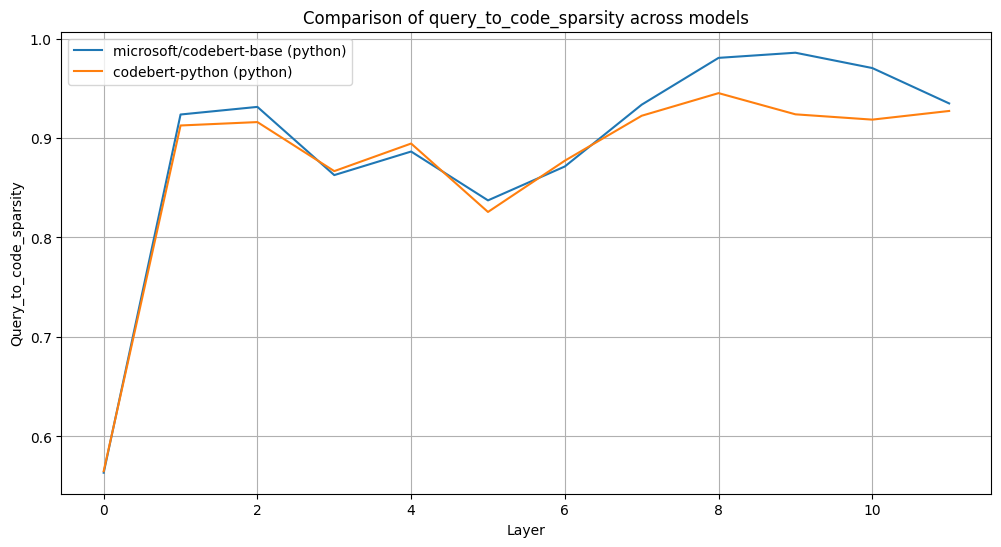 Comparison of query_to_code_sparsity across models
microsoft/codebert-base (python)
codebert-python (python)
Query_to_code_sparsity
1.0
0.9
0.8
0.7
0.6
0 2 4 6 8 10
Layer